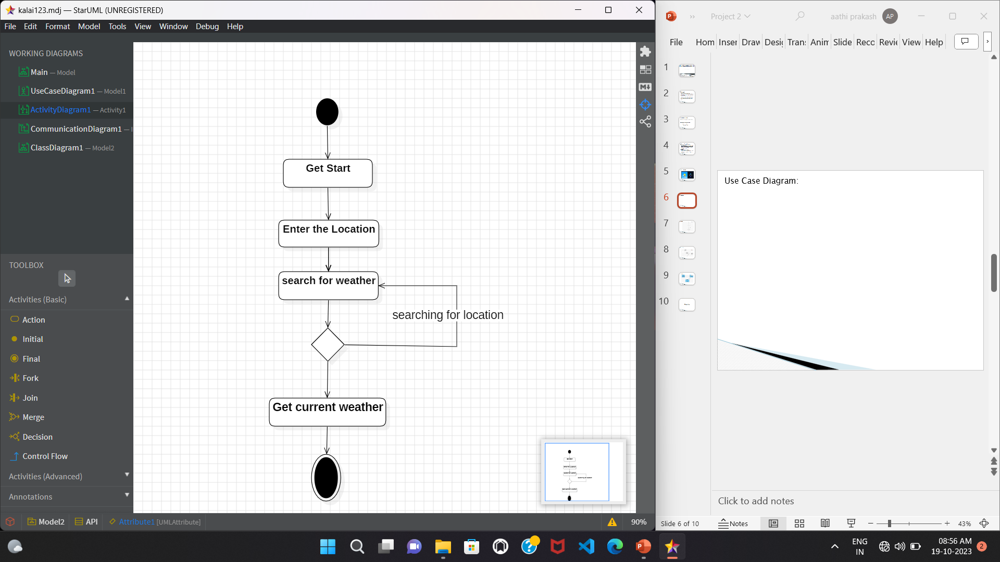 kalai123.mdj — StarUML (UNREGISTERED)
File Edit Format Model Tools View Window Debug Help
WORKING DIAGRAMS
Main — Model
UseCaseDiagram1 — Model1
ActivityDiagram1 — Activity1
CommunicationDiagram1 —
ClassDiagram1 — Model2
TOOLBOX
Activities (Basic)
Action
Initial
Final
Fork
Join
Merge
Decision
Control Flow
Activities (Advanced)
Annotations
Get Start
Enter the Location
search for weather
searching for location
Get current weather
M
Model2 API Attribute1 [UMLAttribute]
90%
P Project 2 aathi prakash AP
File Hom Inser Draw Desig Tran Anim Slide Reco Revie View Help
1
2
3
4
5
6
7
8
9
10
Use Case Diagram:
Click to add notes
Slide 6 of 10 Notes 43%
ENG
IN
08:56 AM
19-10-2023
2